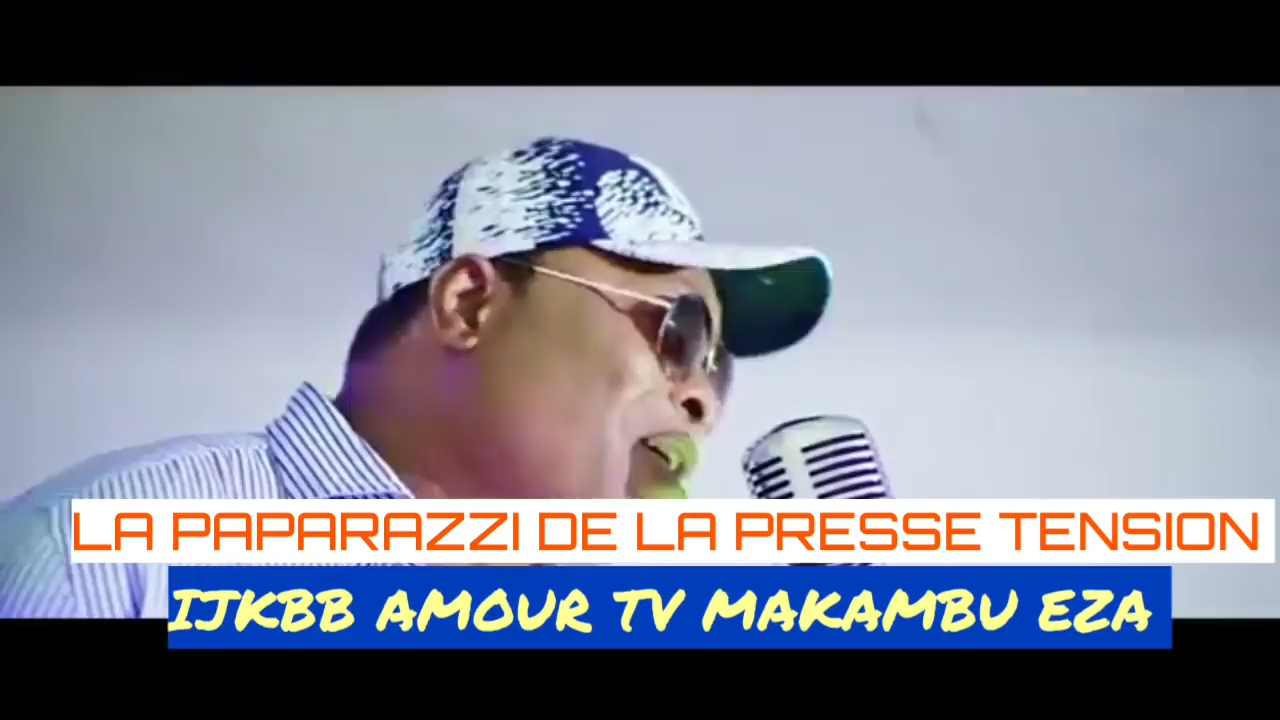 LA PAPARAZZI DE LA PRESSE TENSION
IJKBB AMOUR TV MAKAMBU EZA